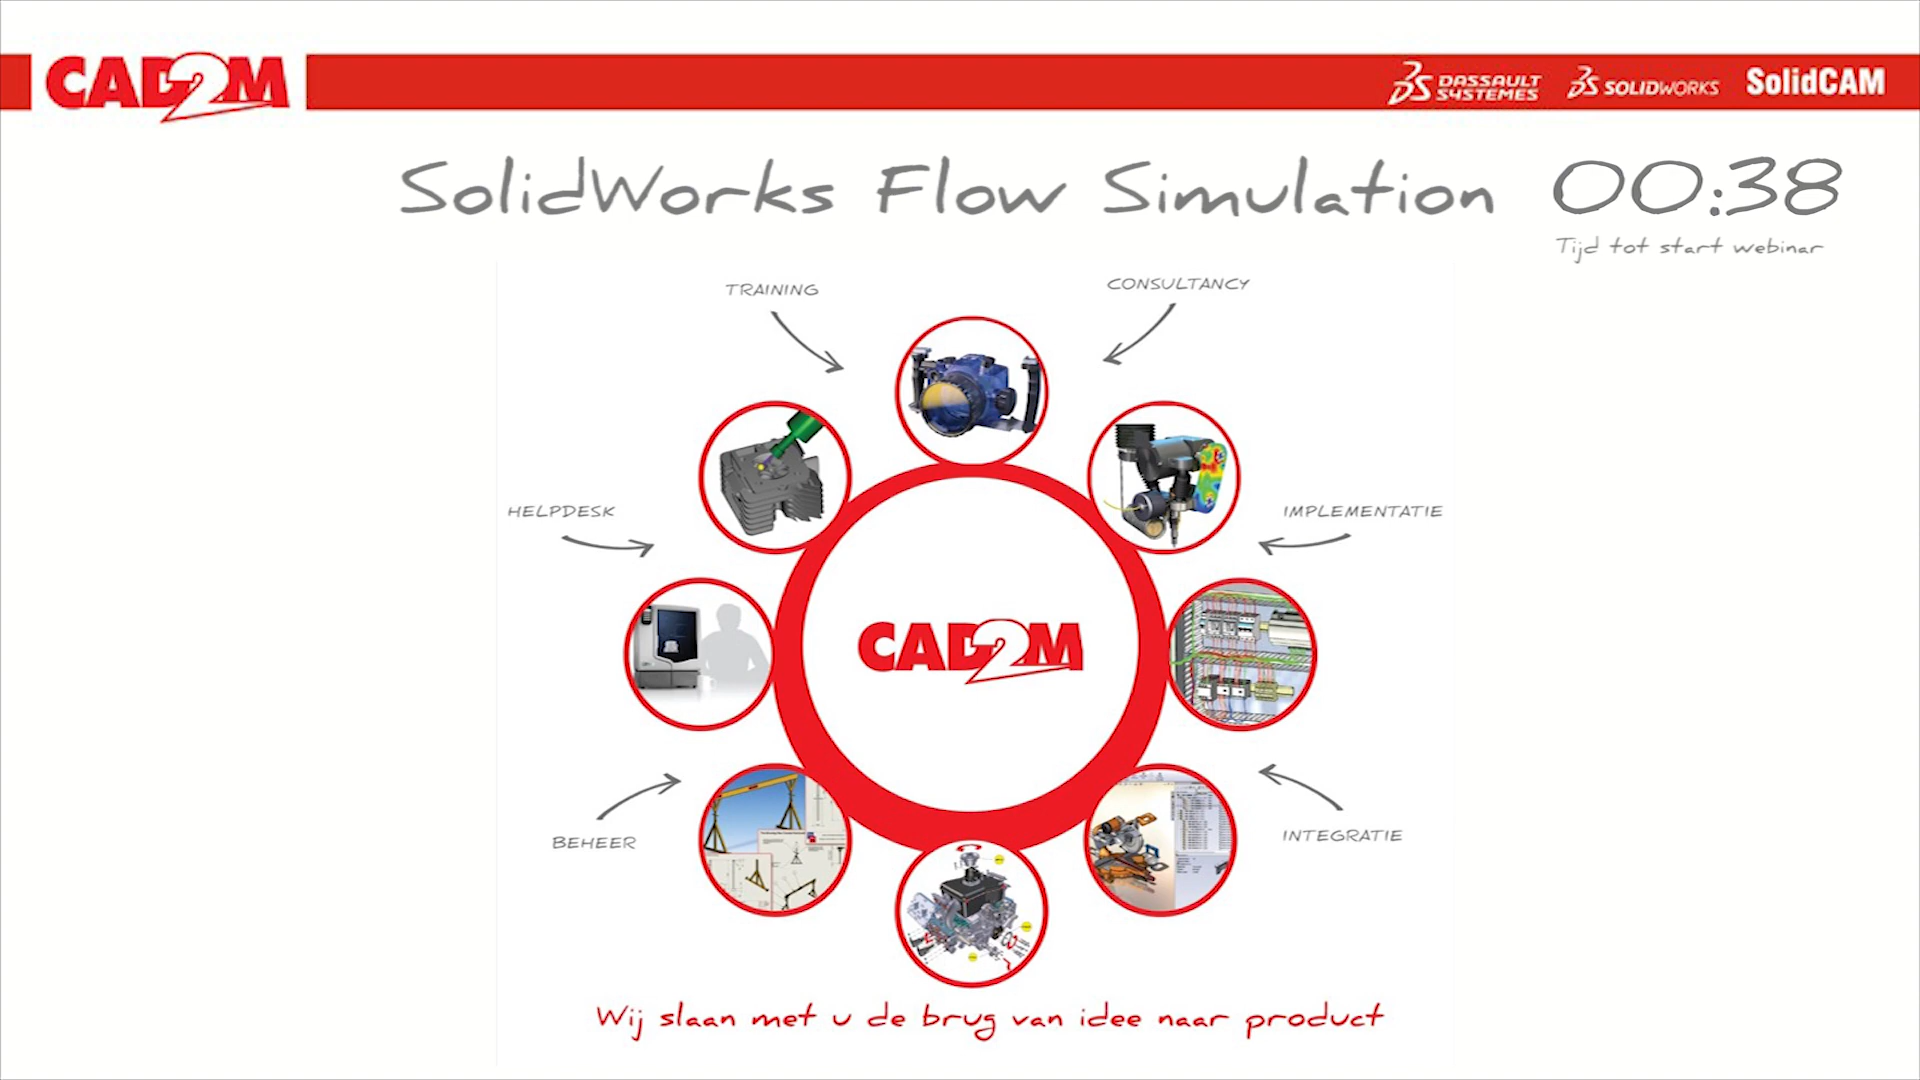 CAD2M
DASSAULT
SYSTEMES
SOLIDWORKS
SolidCAM
SolidWorks Flow Simulation
00:38
Tijd tot start webinar
TRAINING
CONSULTANCY
HELPDESK
IMPLEMENTATIE
CAD2M
BEHEER
INTEGRATIE
Wij slaan met u de brug van idee naar product